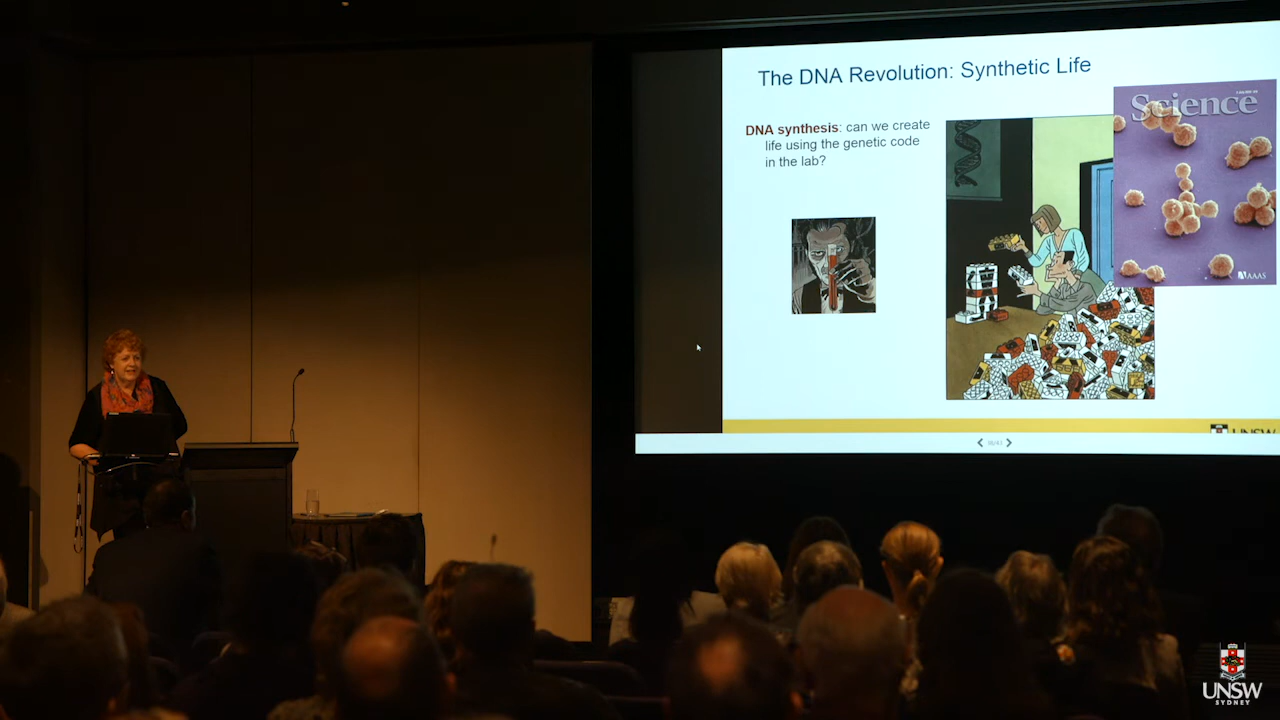 The DNA Revolution: Synthetic Life
Science
DNA synthesis: can we create
life using the genetic code
in the lab?
AAAS
UNSW
UNSW
SYDNEY